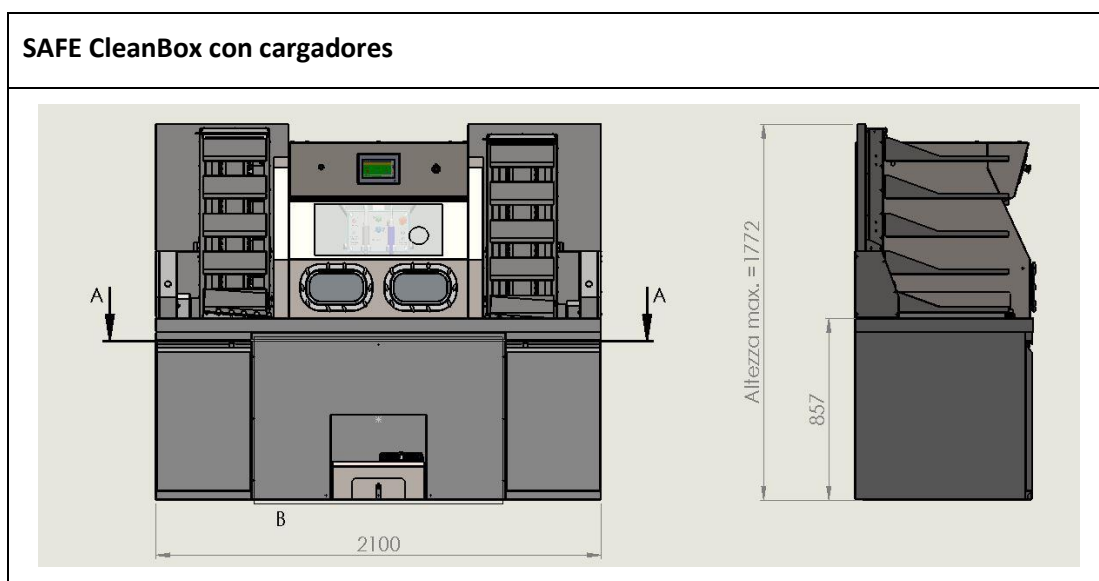 SAFE CleanBox con cargadores
A
A
B
2100
Altezza max. =1772
857